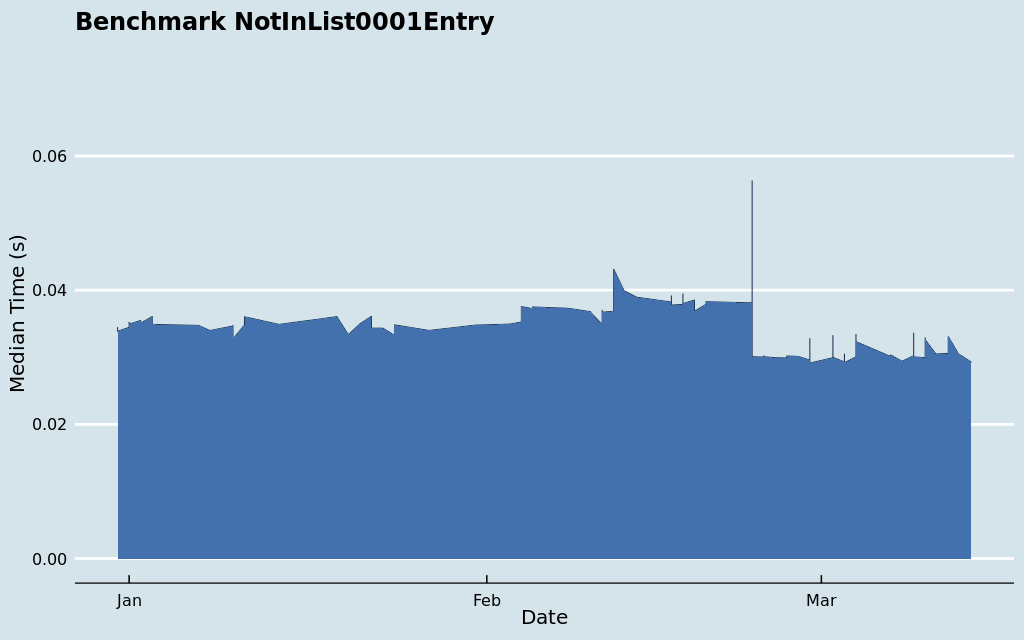 Benchmark NotInList0001Entry
0.06
0.04
0.02
0.00
Median Time (s)
Jan Feb Mar
Date